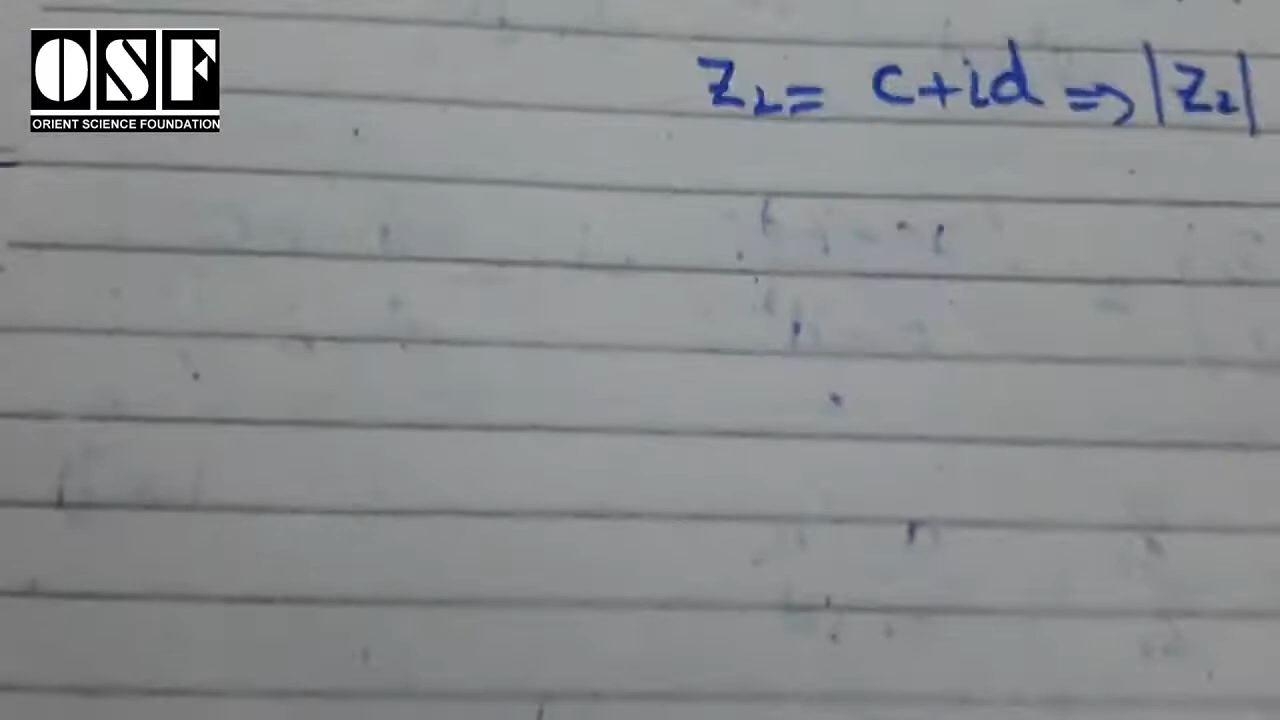 OSF
ORIENT SCIENCE FOUNDATION
z₂ = c+id ⇒ |z₂|